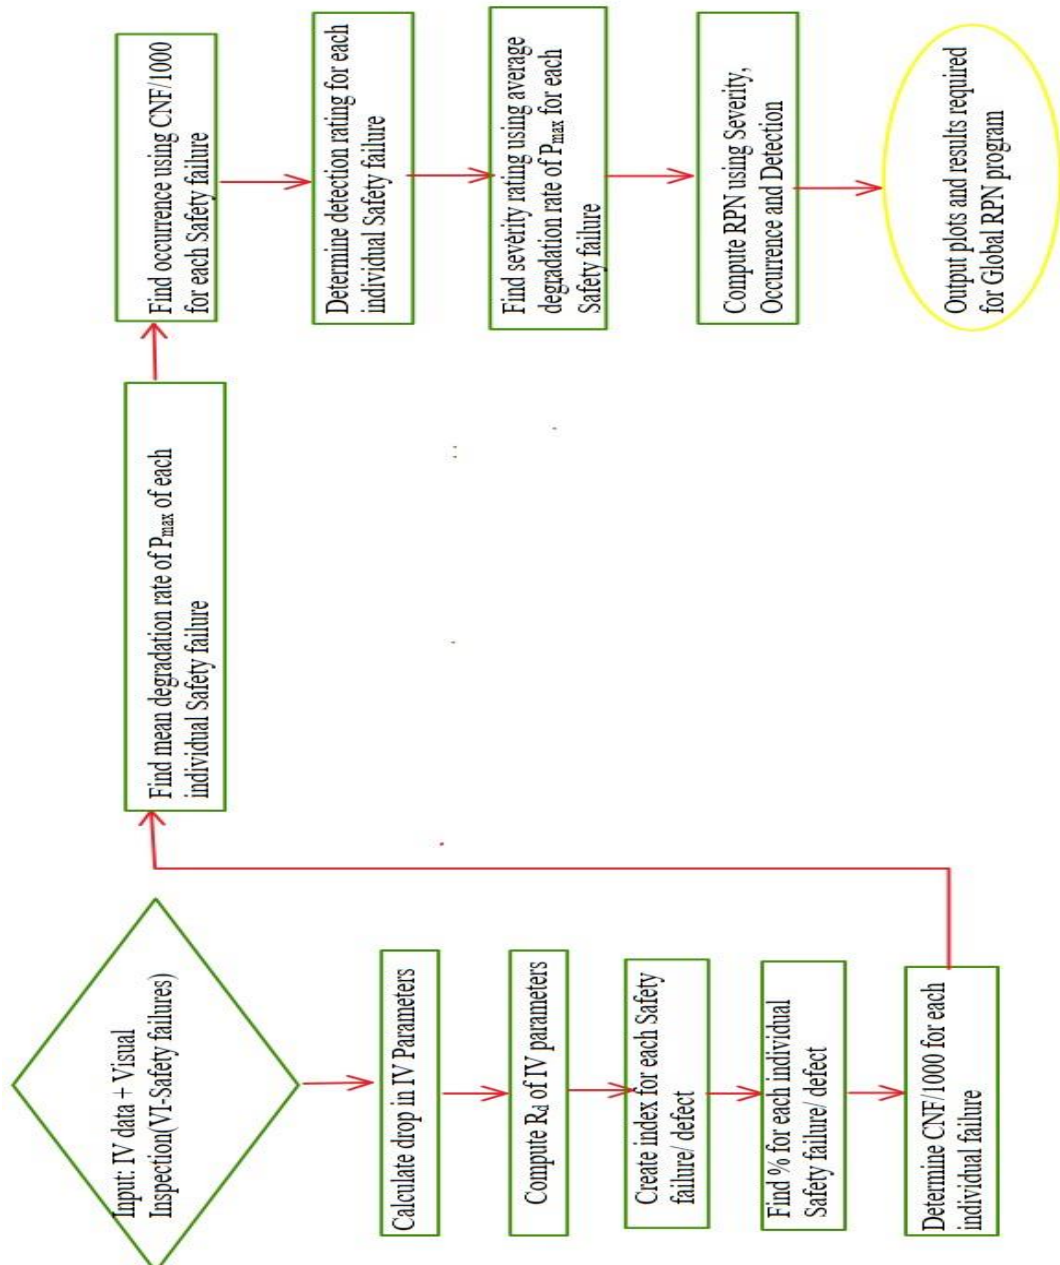 Input: IV data + Visual
Inspection(VI-Safety failures)
Calculate drop in IV Parameters
Compute Rd of IV parameters
Create index for each Safety
failure/ defect
Find % for each individual
Safety failure/ defect
Determine CNF/1000 for each
individual failure
Find mean degradation rate of Pmax of each
individual Safety failure
Find occurrence using CNF/1000
for each Safety failure
Determine detection rating for each
individual Safety failure
Find severity rating using average
degradation rate of Pmax for each
Safety failure
Compute RPN using Severity,
Occurrence and Detection
Output plots and results required
for Global RPN program